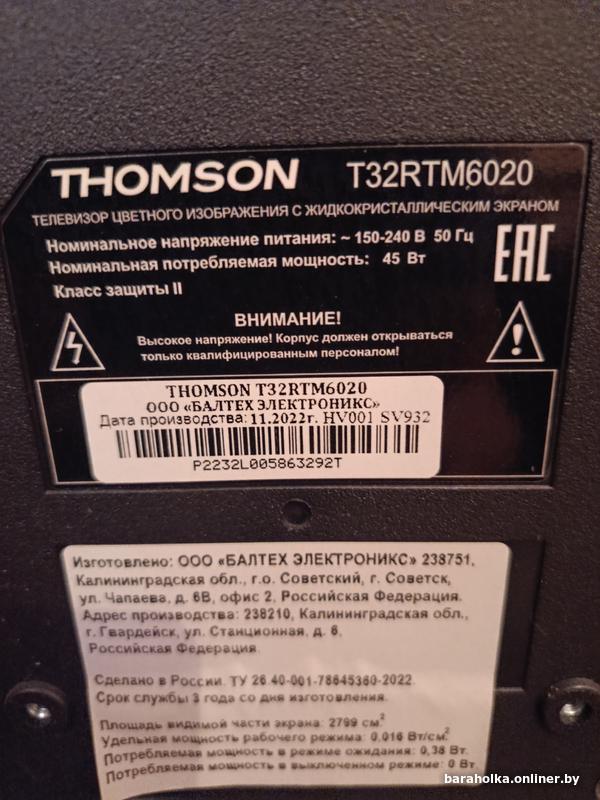 THOMSON T32RTM6020
ТЕЛЕВИЗОР ЦВЕТНОГО ИЗОБРАЖЕНИЯ С ЖИДКОКРИСТАЛЛИЧЕСКИМ ЭКРАНОМ
Номинальное напряжение питания: ~ 150-240 В 50 Гц
Номинальная потребляемая мощность: 45 Вт
Класс защиты II
EAC
ВНИМАНИЕ!
Высокое напряжение! Корпус должен открываться
только квалифицированным персоналом!
THOMSON T32RTM6020
ООО «БАЛТЕХ ЭЛЕКТРОНИКС»
Дата производства: 11.2022г. HV001 SV932
P2232L005863292T
Изготовлено: ООО «БАЛТЕХ ЭЛЕКТРОНИКС» 238751,
Калининградская обл., г.о. Советский, г. Советск,
ул. Чапаева, д. 6В, офис 2, Российская Федерация.
Адрес производства: 238210, Калининградская обл.,
г. Гвардейск, ул. Станционная, д. 6,
Российская Федерация.
Сделано в России. ТУ 26.40-001-78645360-2022.
Срок службы 3 года со дня изготовления.
Площадь видимой части экрана: 2799 см²
Удельная мощность рабочего режима: 0,016 Вт/см²
Потребляемая мощность в режиме ожидания: 0,38 Вт.
Потребляемая мощность в выключенном режиме: 0 Вт.
baraholka.onliner.by